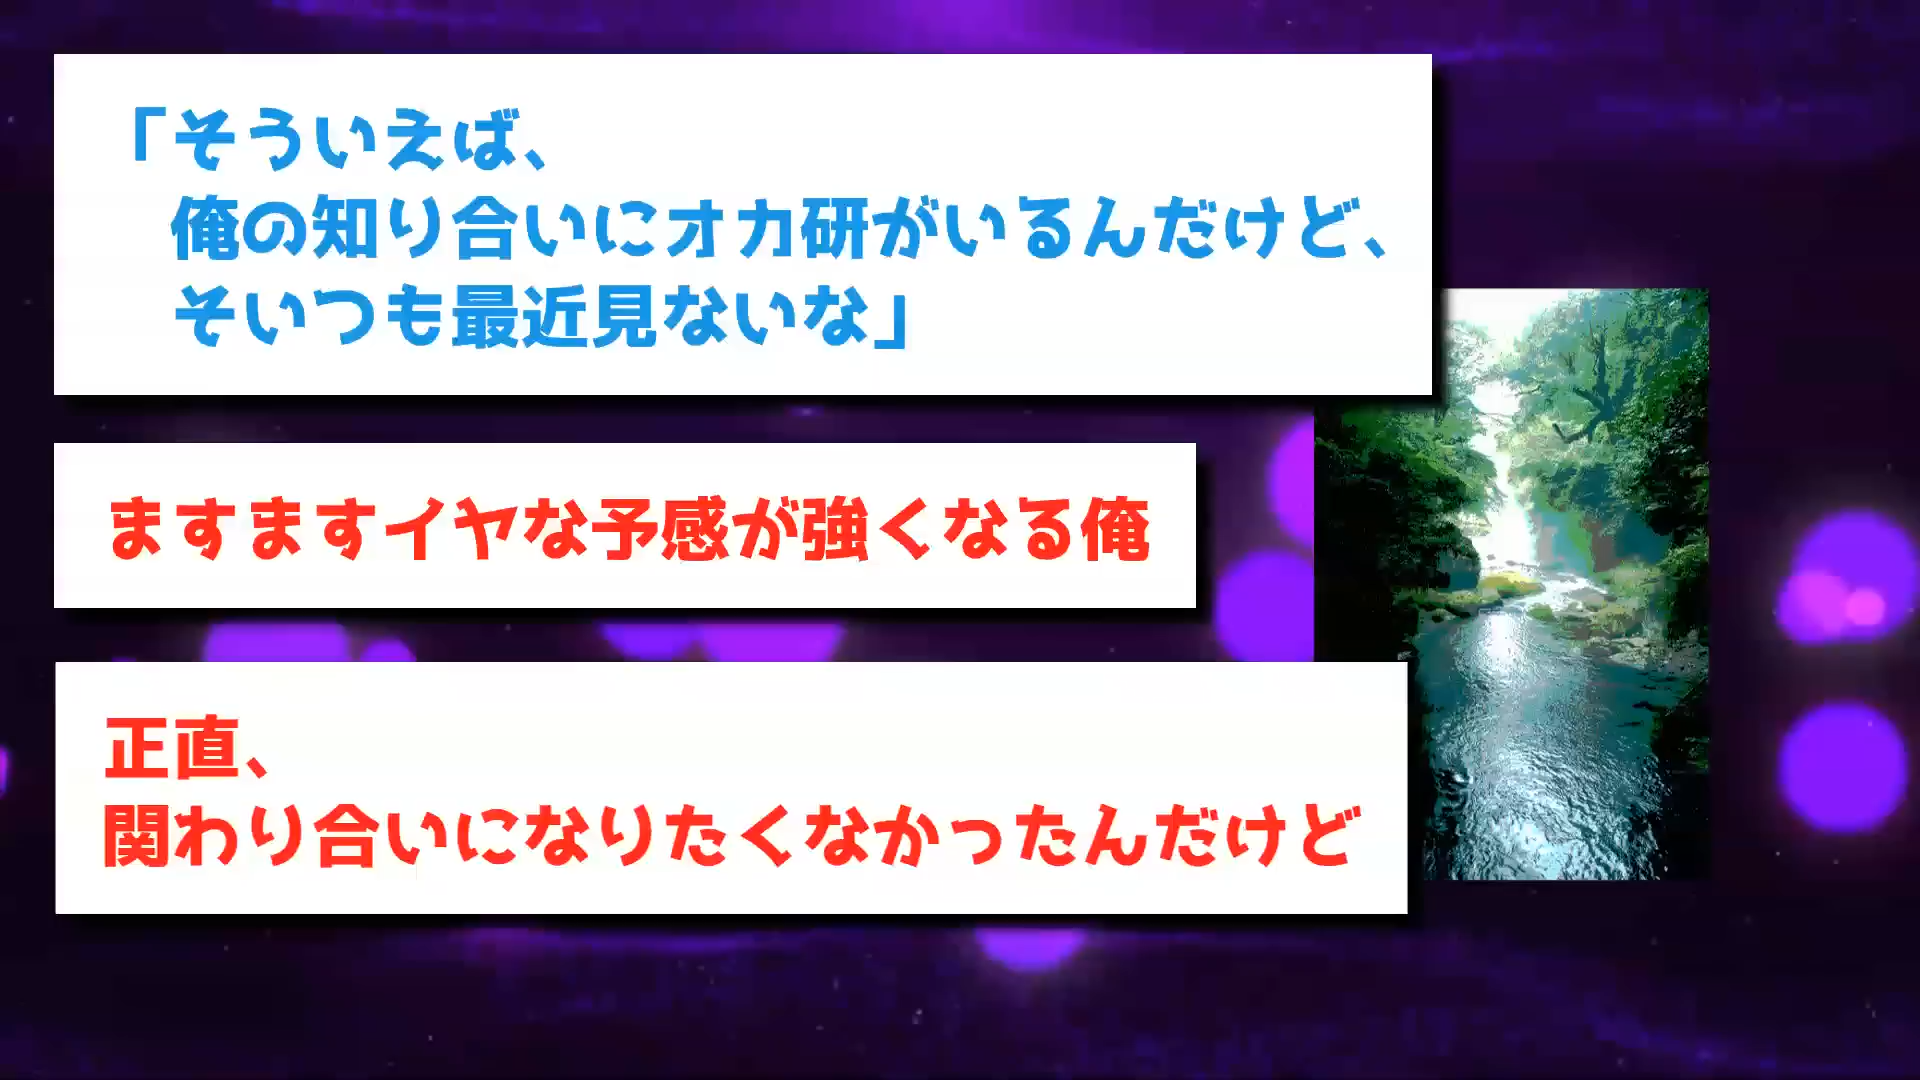 「そういえば、
俺の知り合いにオカ研がいるんだけど、
そいつも最近見ないな」
ますますイヤな予感が強くなる俺
正直、
関わり合いになりたくなかったんだけど